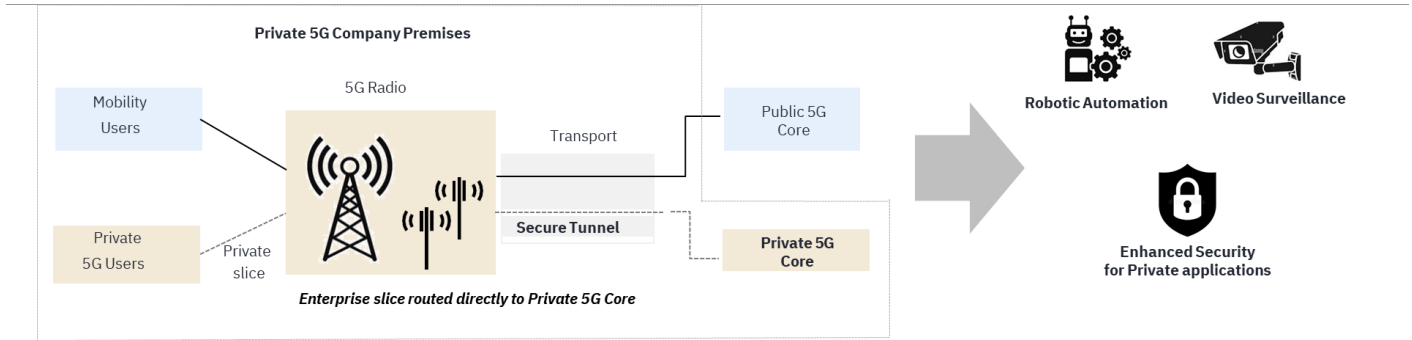 Private 5G Company Premises
5G Radio
Mobility
Users
Transport
Public 5G
Core
Private
5G Users
Private
slice
Secure Tunnel
Private 5G
Core
Enterprise slice routed directly to Private 5G Core
Robotic Automation
Video Surveillance
Enhanced Security
for Private applications